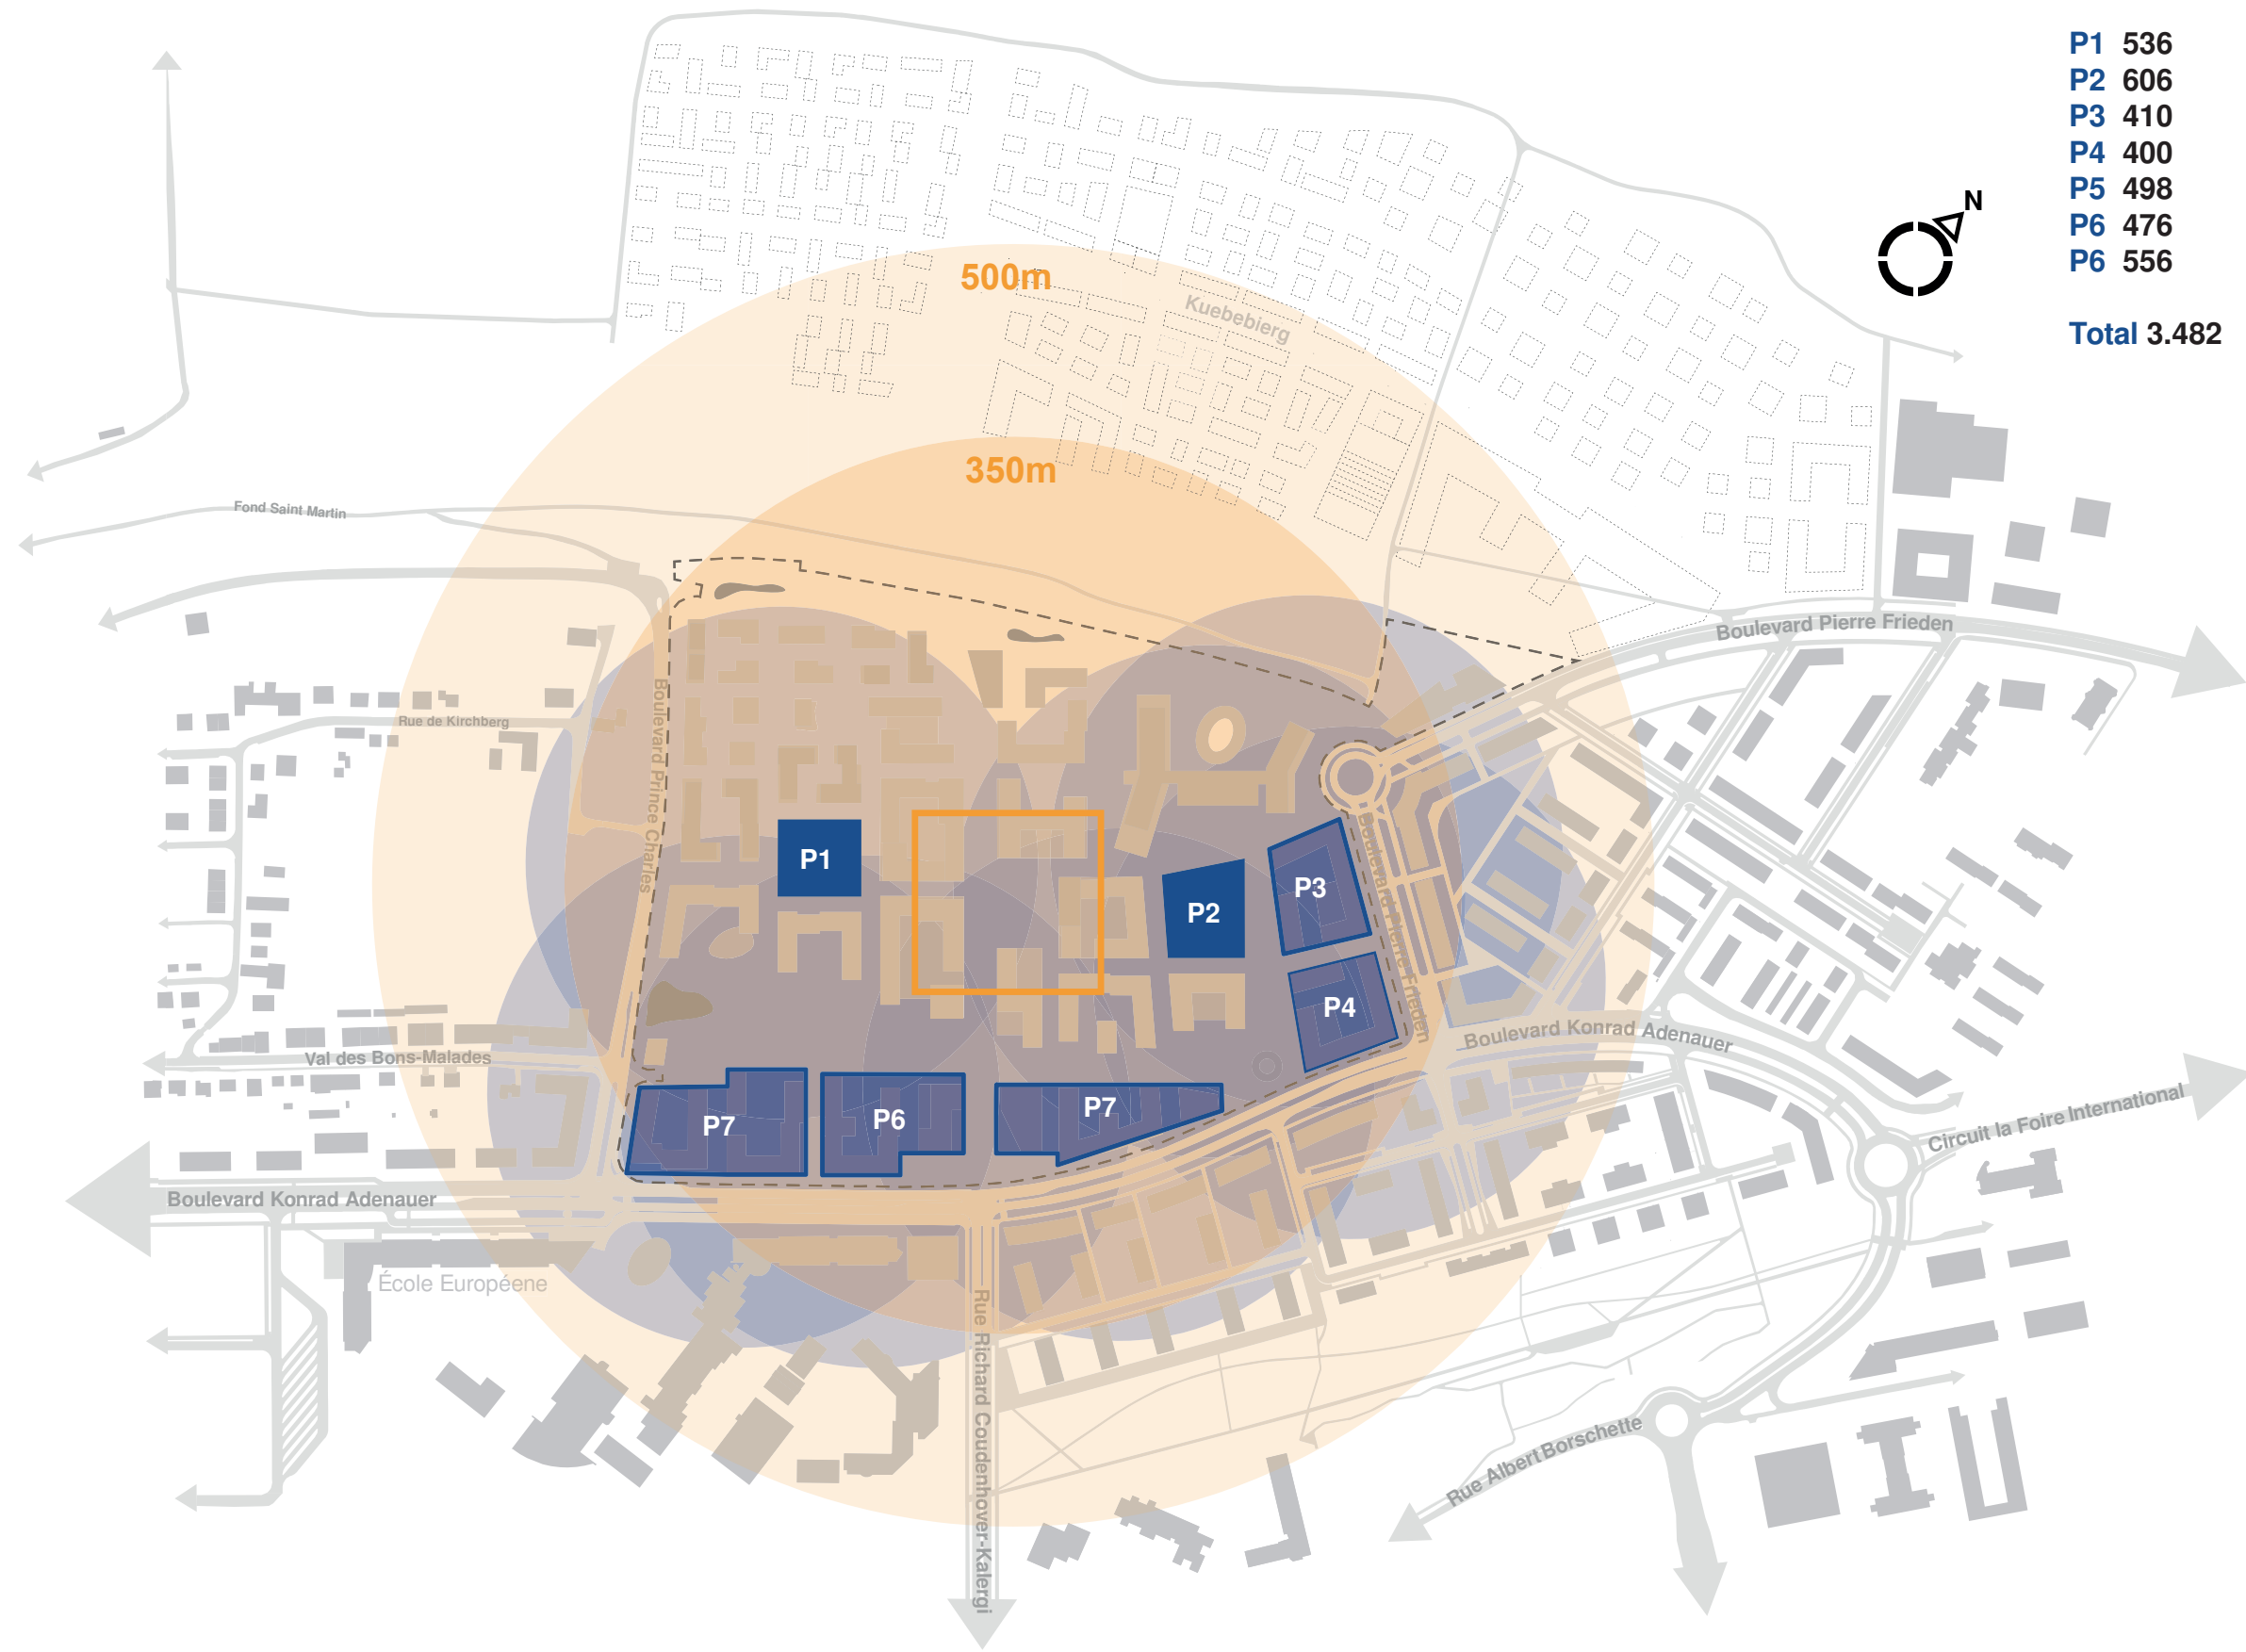 P1 536
P2 606
P3 410
P4 400
P5 498
P6 476
P6 556
Total 3.482
N
500m
Kuebebierg
350m
Fond Saint Martin
Boulevard Pierre Frieden
Rue de Kirchberg
Boulevard Prince Charles
P1
P2
P3
P4
Boulevard Pierre Frieden
Boulevard Konrad Adenauer
Val des Bons-Malades
P7
P6
P7
Circuit la Foire International
Boulevard Konrad Adenauer
École Européene
Rue Richard Coudenhover-Kalergi
Rue Albert Borschette